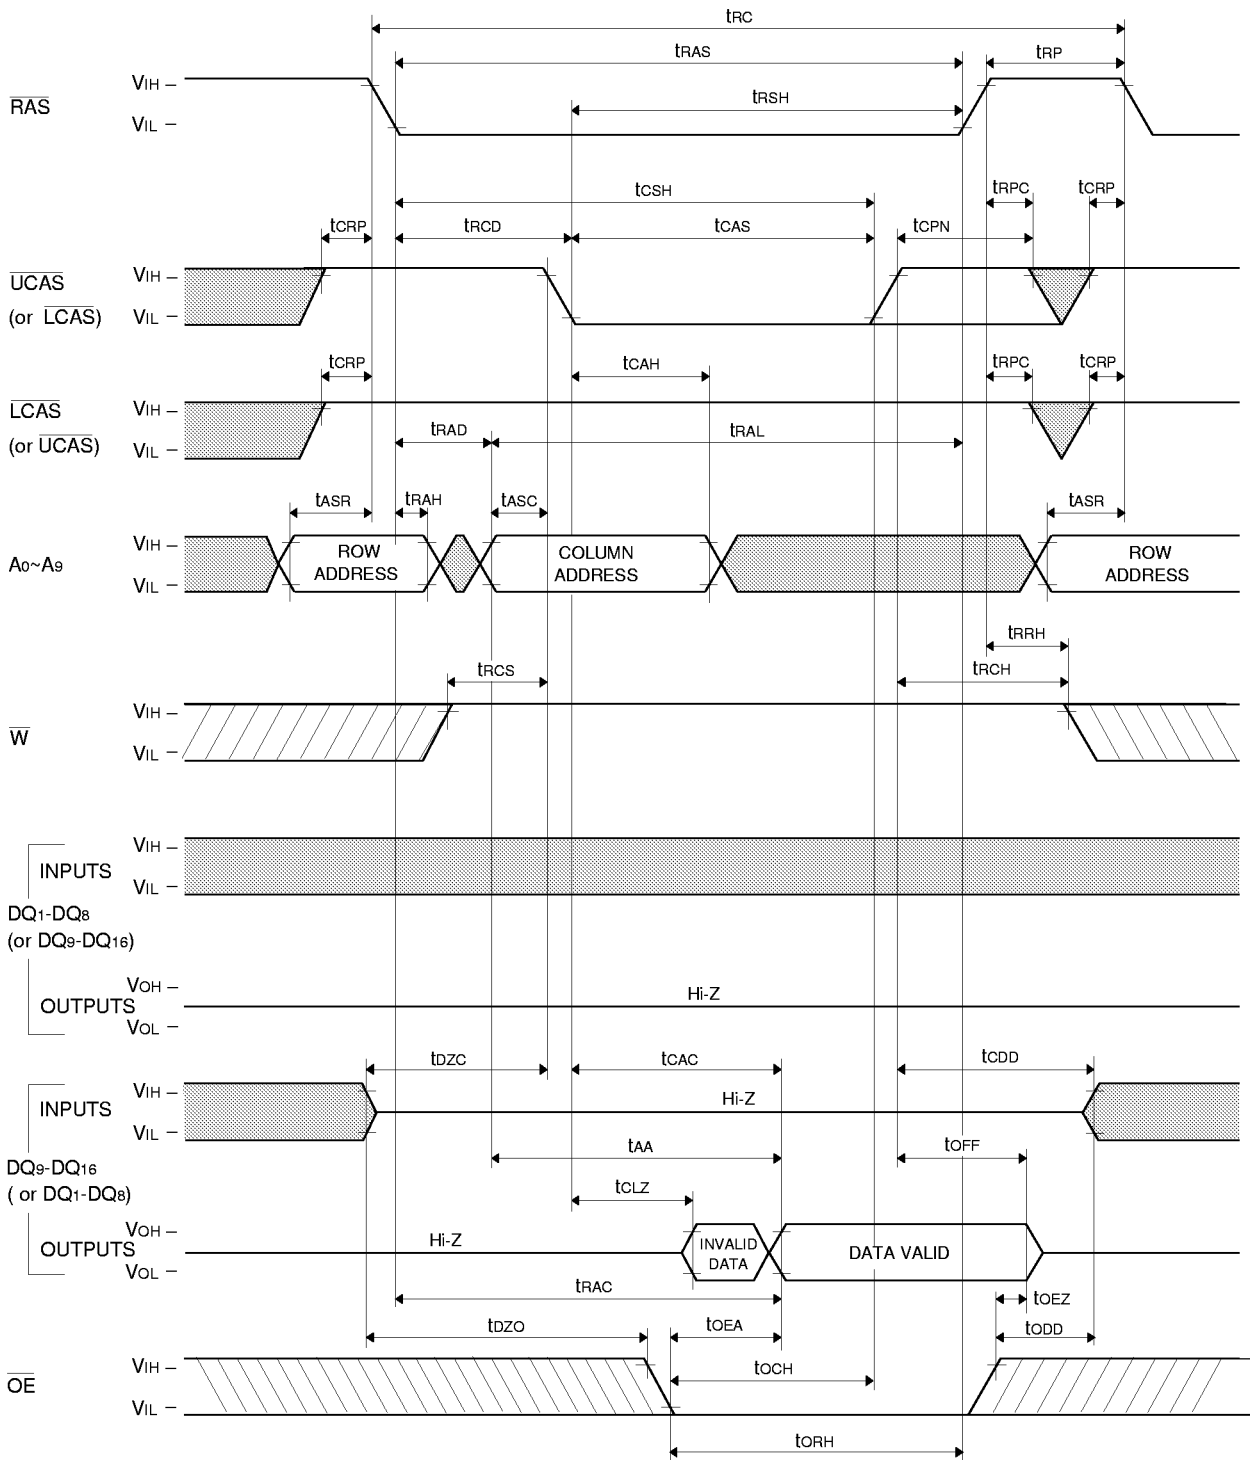 tRC
tRAS
tRP
VIH
RAS
tRSH
VIL
tCSH
tRPC
tCRP
tCRP
tRCD
tCAS
tCPN
VIH
UCAS
(or LCAS)
VIL
tCRP
tCAH
tRPC
tCRP
LCAS
VIH
(or UCAS)
tRAD
tRAL
VIL
tASR
tRAH
tASC
tASR
VIH
A0~A9
ROW
ADDRESS
COLUMN
ADDRESS
ROW
ADDRESS
VIL
tRRH
tRCS
tRCH
VIH
W
VIL
VIH
INPUTS
VIL
DQ1-DQ8
(or DQ9-DQ16)
VOH
Hi-Z
OUTPUTS
VOL
tDZC
tCAC
tCDD
VIH
Hi-Z
INPUTS
VIL
tAA
tOFF
DQ9-DQ16
( or DQ1-DQ8)
tCLZ
VOH
Hi-Z
INVALID
DATA
DATA VALID
OUTPUTS
VOL
tRAC
tOEZ
tDZO
tOEA
tODD
VIH
OE
tOCH
VIL
tORH